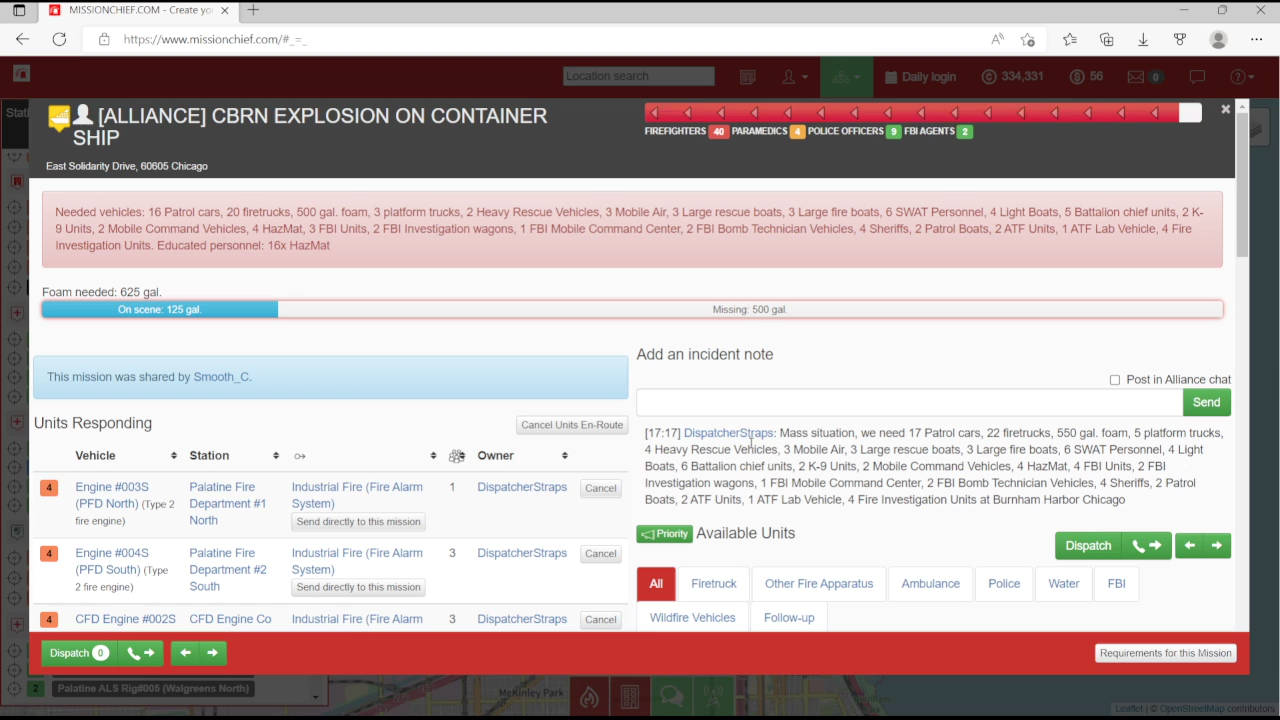 MISSIONCHIEF.COM - Create yo
https://www.missionchief.com/#_=_
Location search
Daily login
334,331
56
0
Stati
[ALLIANCE] CBRN EXPLOSION ON CONTAINER
SHIP
East Solidarity Drive, 60605 Chicago
FIREFIGHTERS 40 PARAMEDICS 4 POLICE OFFICERS 9 FBI AGENTS 2
Needed vehicles: 16 Patrol cars, 20 firetrucks, 500 gal. foam, 3 platform trucks, 2 Heavy Rescue Vehicles, 3 Mobile Air, 3 Large rescue boats, 3 Large fire boats, 6 SWAT Personnel, 4 Light Boats, 5 Battalion chief units, 2 K-
9 Units, 2 Mobile Command Vehicles, 4 HazMat, 3 FBI Units, 2 FBI Investigation wagons, 1 FBI Mobile Command Center, 2 FBI Bomb Technician Vehicles, 4 Sheriffs, 2 Patrol Boats, 2 ATF Units, 1 ATF Lab Vehicle, 4 Fire
Investigation Units. Educated personnel: 16x HazMat
Foam needed: 625 gal.
On scene: 125 gal.
Missing: 500 gal.
This mission was shared by Smooth_C.
Units Responding
Cancel Units En-Route
Vehicle
Station
Owner
4
Engine #003S
(PFD North) (Type 2
fire engine)
Palatine Fire
Department #1
North
Industrial Fire (Fire Alarm
System)
Send directly to this mission
1
DispatcherStraps
Cancel
4
Engine #004S
(PFD South) (Type
2 fire engine)
Palatine Fire
Department #2
South
Industrial Fire (Fire Alarm
System)
Send directly to this mission
3
DispatcherStraps
Cancel
4
CFD Engine #002S
CFD Engine Co
Industrial Fire (Fire Alarm
3
DispatcherStraps
Cancel
Add an incident note
Post in Alliance chat
Send
[17:17] DispatcherStraps: Mass situation, we need 17 Patrol cars, 22 firetrucks, 550 gal. foam, 5 platform trucks,
4 Heavy Rescue Vehicles, 3 Mobile Air, 3 Large rescue boats, 3 Large fire boats, 6 SWAT Personnel, 4 Light
Boats, 6 Battalion chief units, 2 K-9 Units, 2 Mobile Command Vehicles, 4 HazMat, 4 FBI Units, 2 FBI
Investigation wagons, 1 FBI Mobile Command Center, 2 FBI Bomb Technician Vehicles, 4 Sheriffs, 2 Patrol
Boats, 2 ATF Units, 1 ATF Lab Vehicle, 4 Fire Investigation Units at Burnham Harbor Chicago
Priority
Available Units
Dispatch
All
Firetruck
Other Fire Apparatus
Ambulance
Police
Water
FBI
Wildfire Vehicles
Follow-up
Dispatch 0
Requirements for this Mission
2
Palatine ALS Rig#005 (Walgreens North)
McKinley Park
Leaflet | © OpenStreetMap contributors